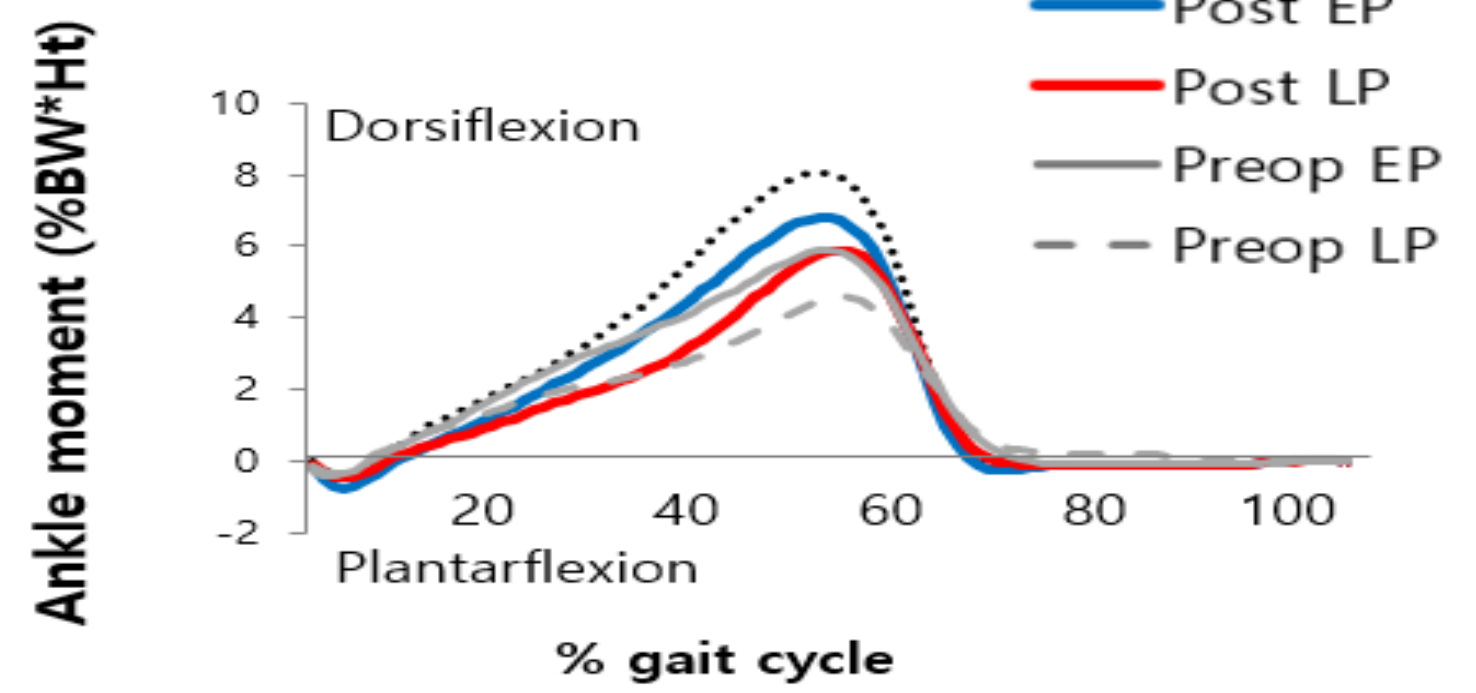 Post EP
Post LP
Preop EP
Preop LP
Ankle moment (%BW*Ht)
10
Dorsiflexion
8
6
4
2
0
-2
20 40 60 80 100
Plantarflexion
% gait cycle